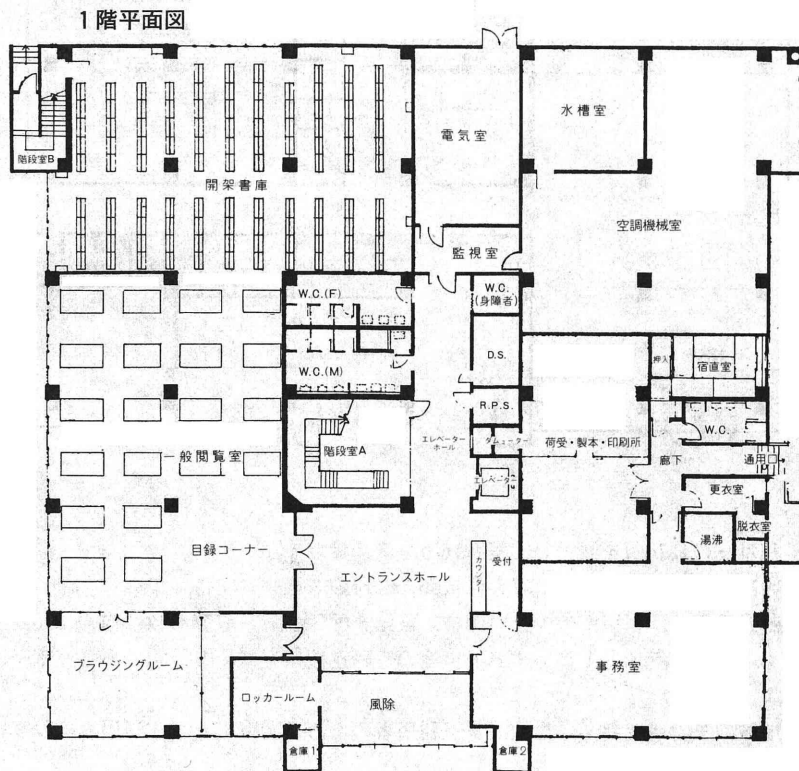 1階平面図
階段室B
開架書庫
電気室
水槽室
監視室
空調機械室
W.C.(F)
W.C.
(身障者)
W.C.(M)
D.S.
R.P.S.
押入
宿直室
W.C.
階段室A
エレベーター
ホール
ダムウェーター
エレベーター
荷受・製本・印刷所
廊下
通用口
一般閲覧室
更衣室
脱衣室
湯沸
目録コーナー
エントランスホール
カウンター
受付
ブラウジングルーム
ロッカールーム
風除
事務室
倉庫1
倉庫2